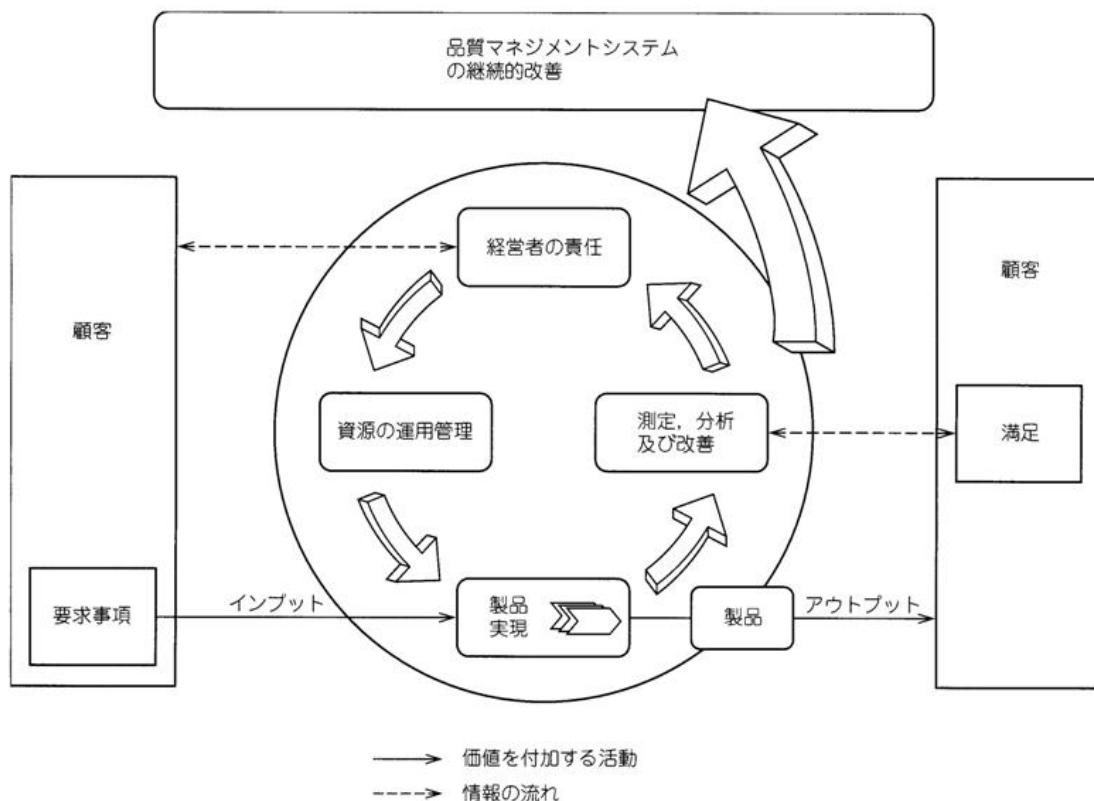 品質マネジメントシステム
の継続的改善
経営者の責任
顧客
顧客
資源の運用管理
測定，分析
及び改善
満足
要求事項
インプット
製品
実現
製品
アウトプット
価値を付加する活動
情報の流れ